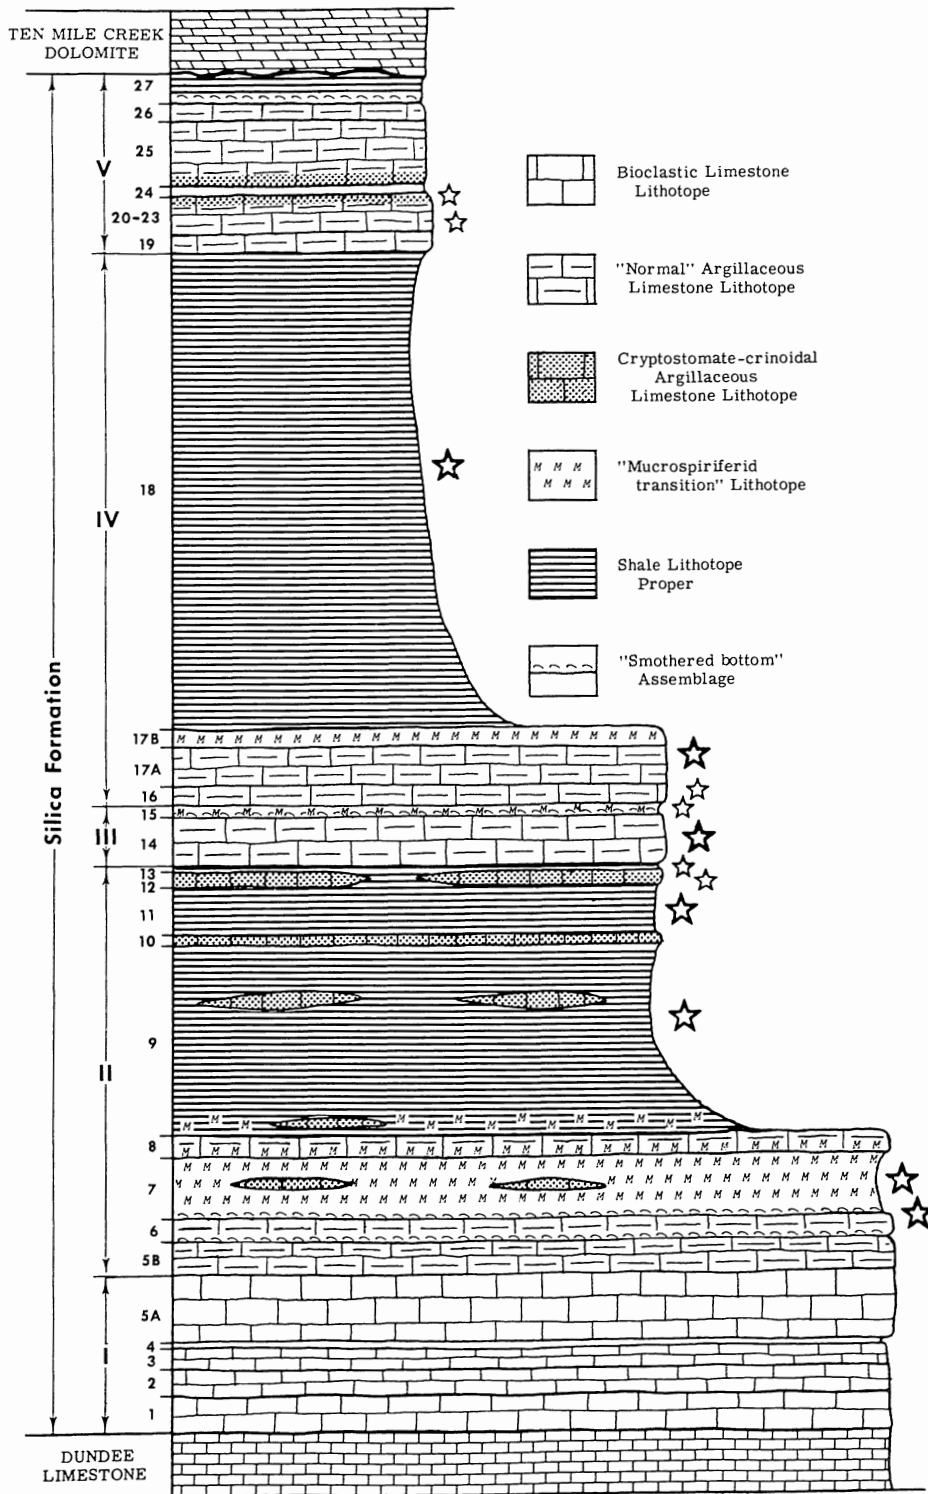 TEN MILE CREEK
DOLOMITE
27
26
25
V
24
20-23
19
18
IV
Silica Formation
17B
17A
16
15
III
14
13
12
11
10
9
II
8
7
6
5B
5A
4
3
I
2
1
DUNDEE
LIMESTONE
Bioclastic Limestone
Lithotope
"Normal" Argillaceous
Limestone Lithotope
Cryptostomate-crinoidal
Argillaceous
Limestone Lithotope
M M M
M M M
"Mucrospiriferid
transition" Lithotope
Shale Lithotope
Proper
"Smothered bottom"
Assemblage